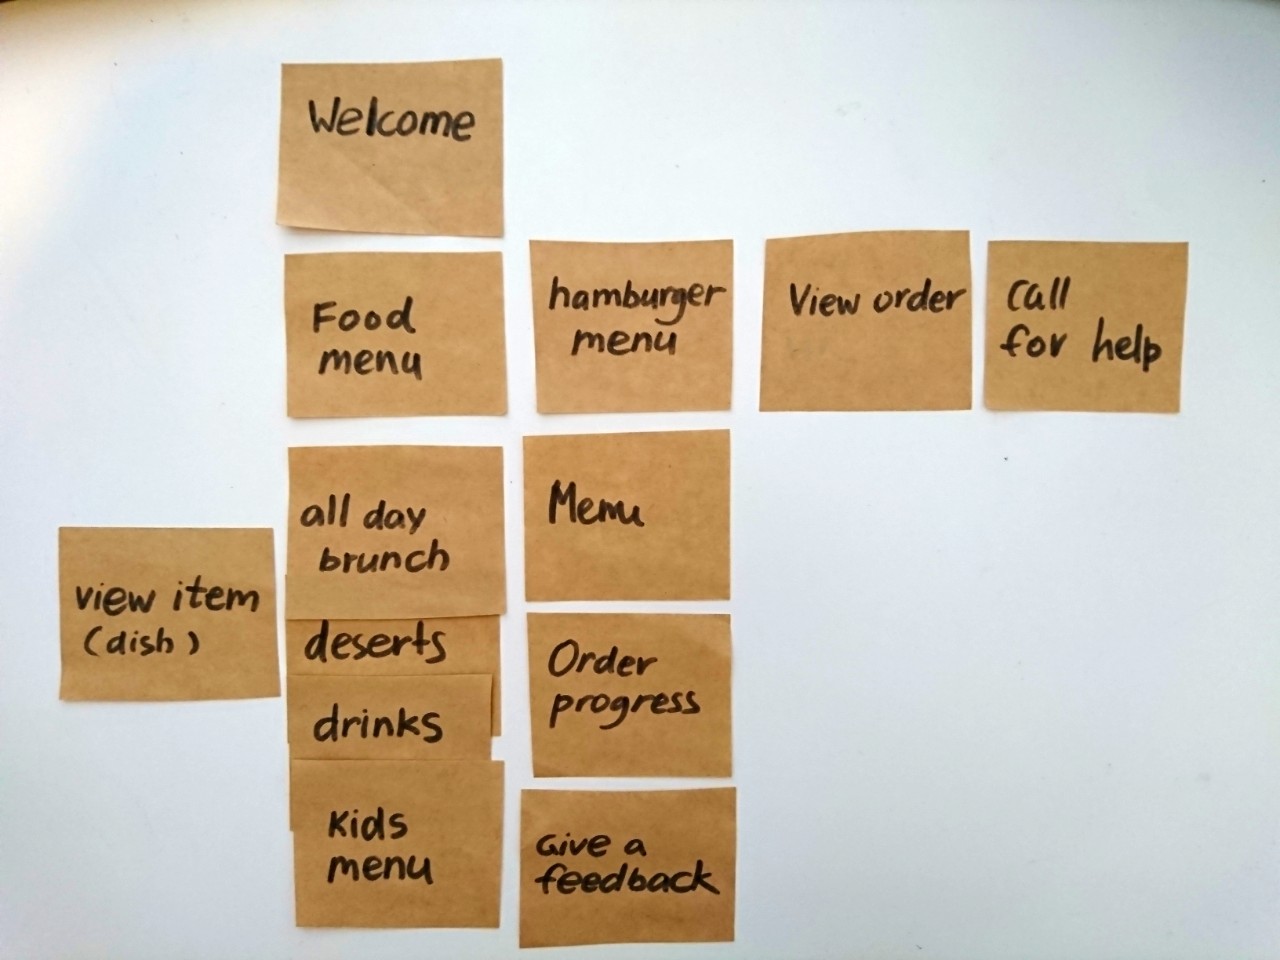 Welcome
Food
menu
hamburger
menu
View order
Call
for help
all day
brunch
Menu
view item
(dish)
deserts
drinks
Order
progress
Kids
menu
Give a
feedback